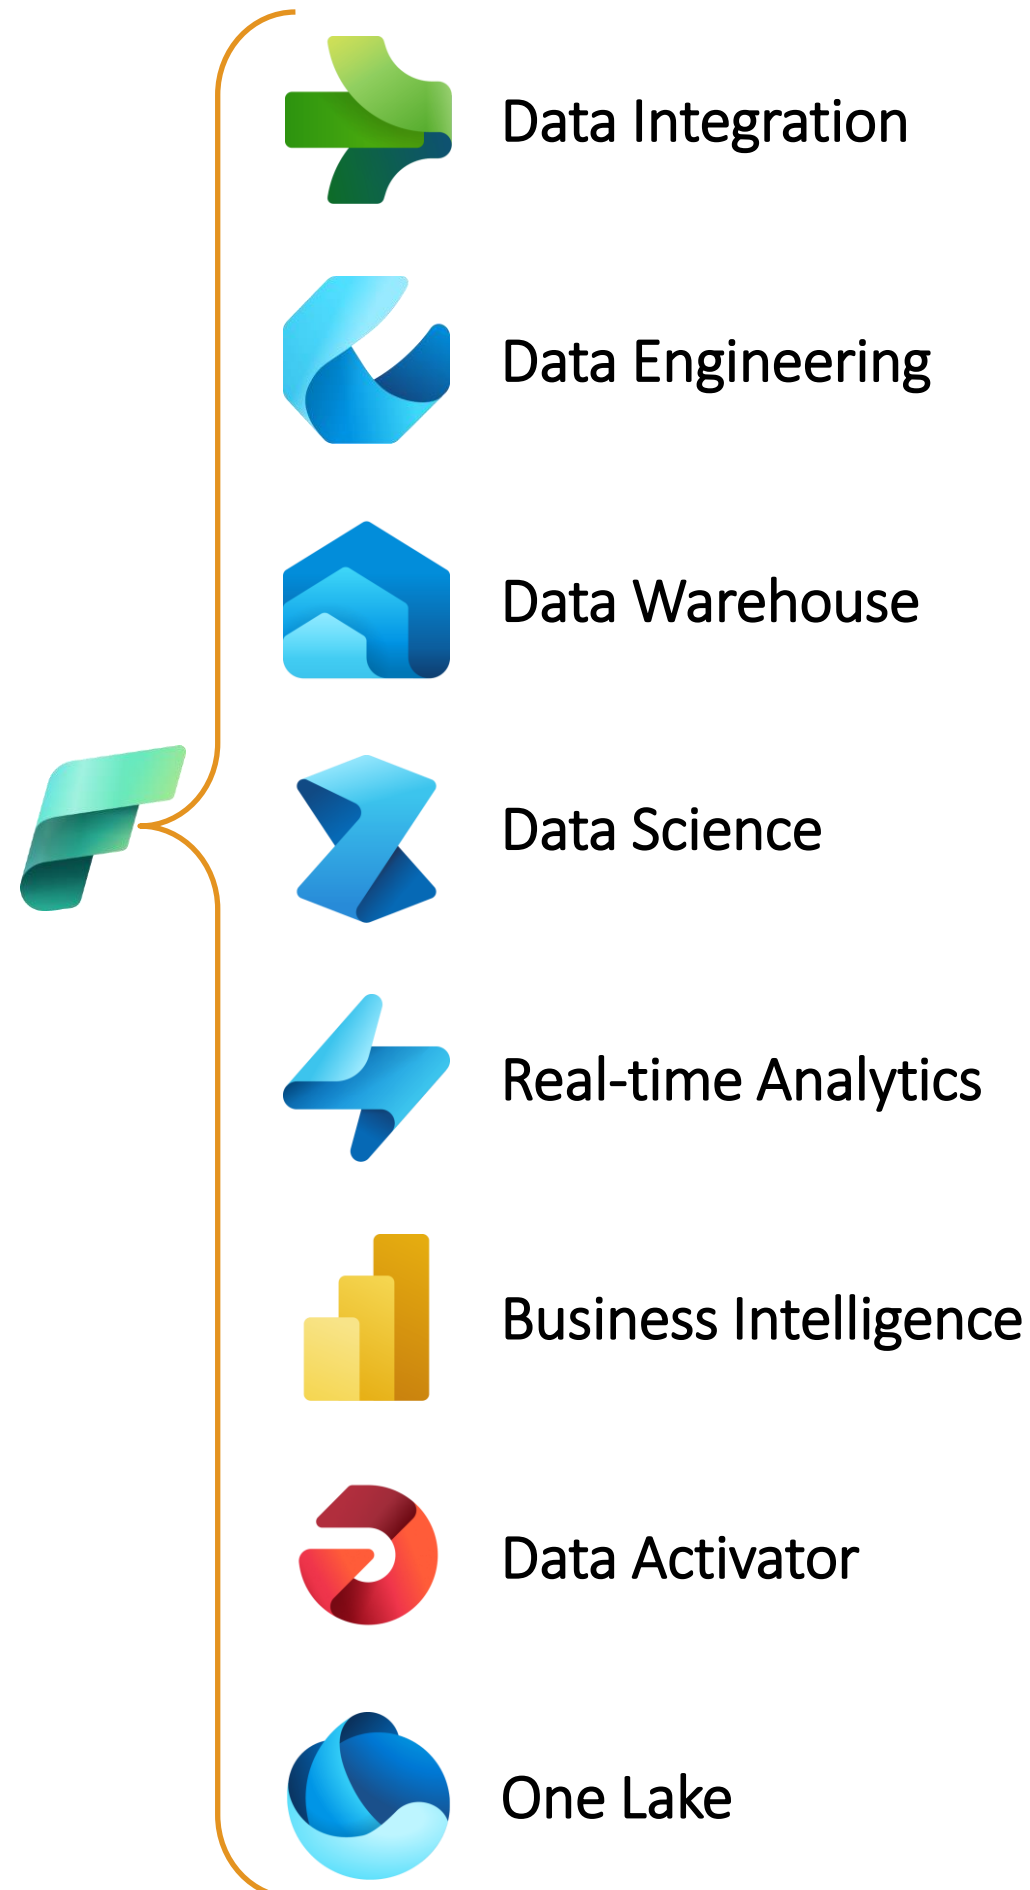 Data Integration
Data Engineering
Data Warehouse
Data Science
Real-time Analytics
Business Intelligence
Data Activator
One Lake